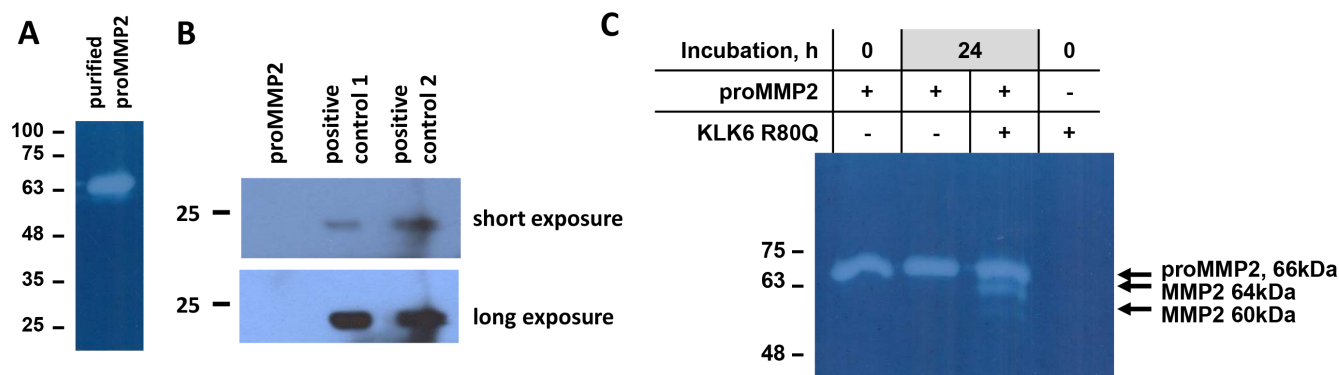 A
purified
proMMP2
100
75
63
48
35
25
B
proMMP2
positive
control 1
positive
control 2
25
short exposure
25
long exposure
C
Incubation, h 0 24 0
proMMP2 + + + -
KLK6 R80Q - - + +
75
63
48
proMMP2, 66kDa
MMP2 64kDa
MMP2 60kDa